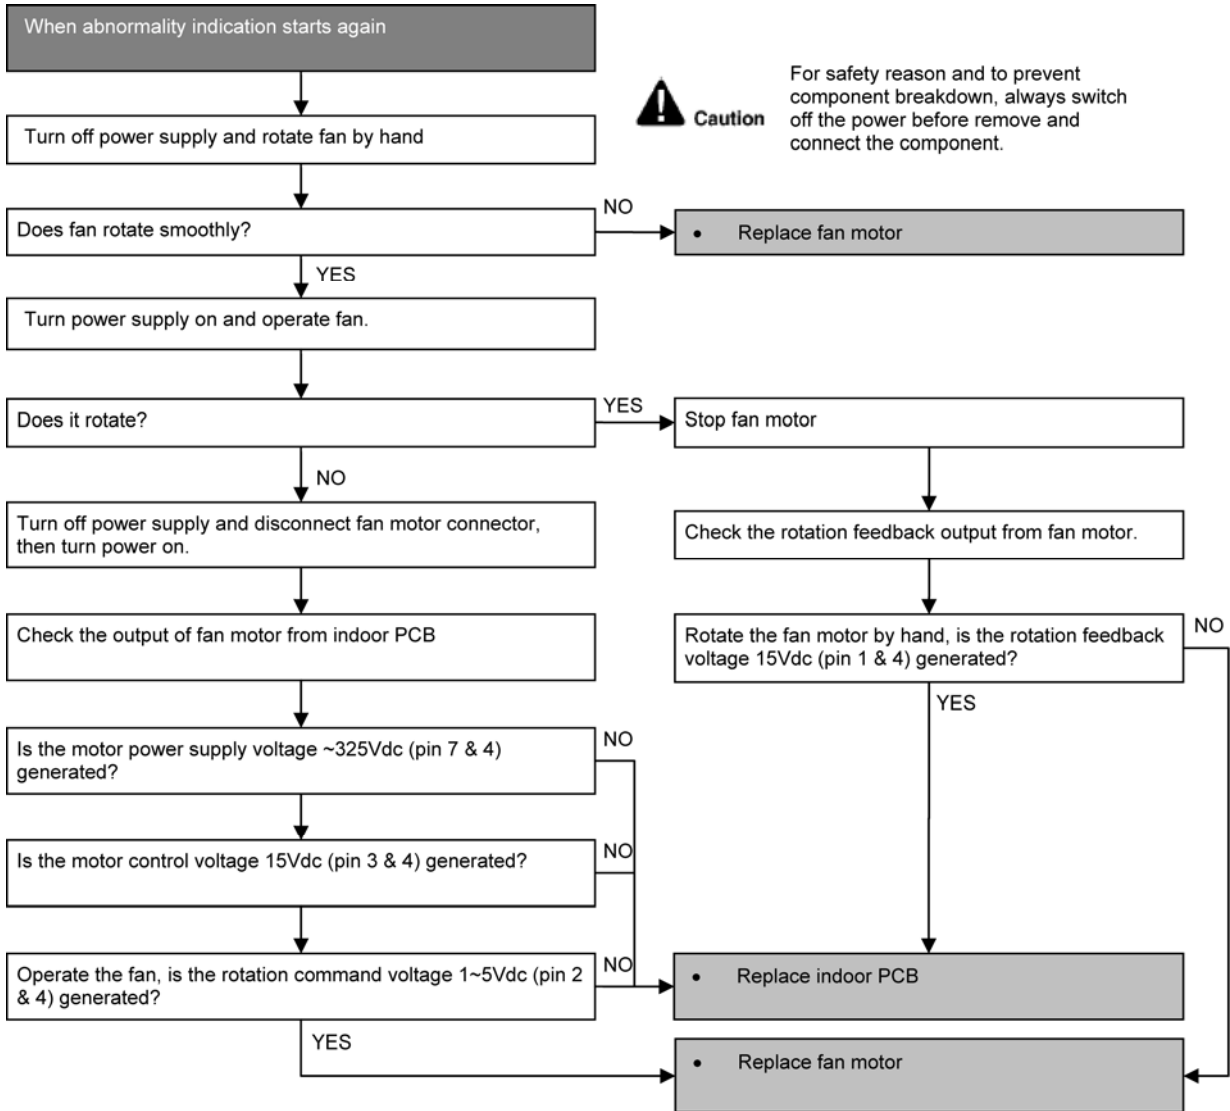 When abnormality indication starts again
For safety reason and to prevent
component breakdown, always switch
off the power before remove and
connect the component.
Caution
Turn off power supply and rotate fan by hand
Does fan rotate smoothly?
NO
• Replace fan motor
YES
Turn power supply on and operate fan.
Does it rotate?
YES
Stop fan motor
NO
Turn off power supply and disconnect fan motor connector,
then turn power on.
Check the rotation feedback output from fan motor.
Check the output of fan motor from indoor PCB
Rotate the fan motor by hand, is the rotation feedback
voltage 15Vdc (pin 1 & 4) generated?
NO
YES
Is the motor power supply voltage ~325Vdc (pin 7 & 4)
generated?
NO
Is the motor control voltage 15Vdc (pin 3 & 4) generated?
NO
Operate the fan, is the rotation command voltage 1~5Vdc (pin 2
& 4) generated?
NO
• Replace indoor PCB
YES
• Replace fan motor